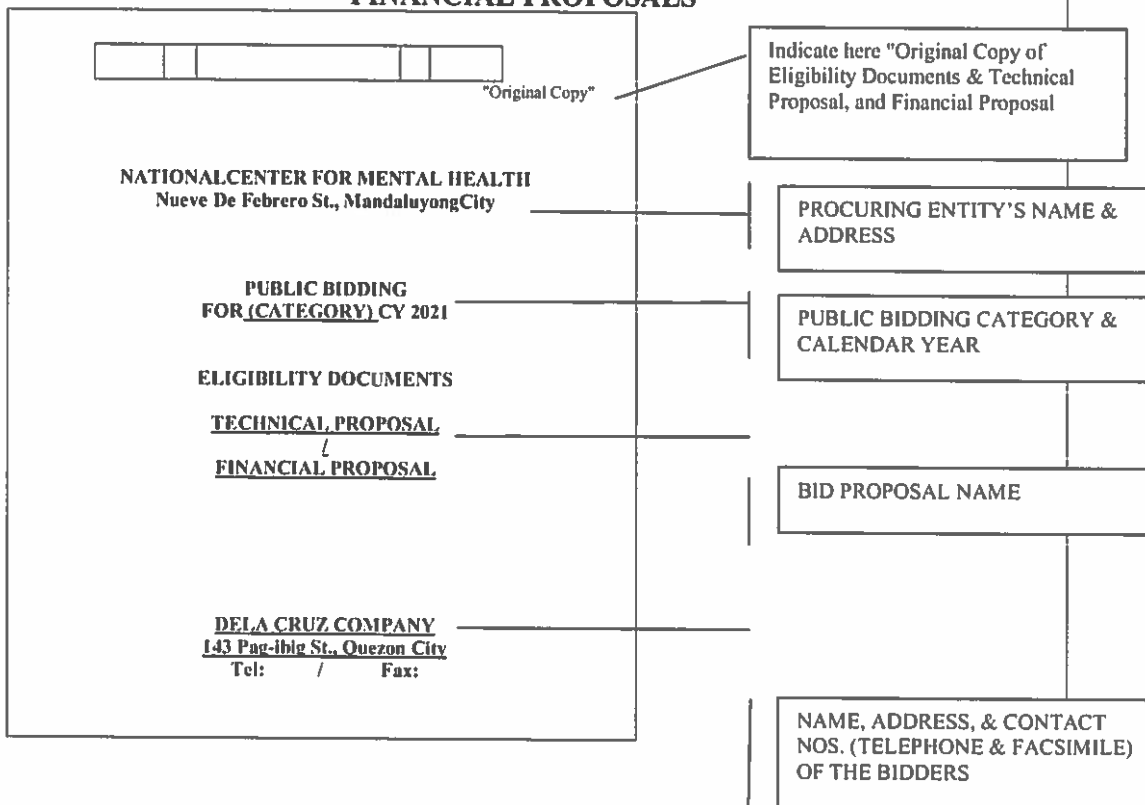 FINANCIAL PROPOSALS
"Original Copy"
NATIONALCENTER FOR MENTAL HEALTH
Nueve De Febrero St., MandaluyongCity
PUBLIC BIDDING
FOR (CATEGORY) CY 2021
ELIGIBILITY DOCUMENTS
TECHNICAL PROPOSAL
/
FINANCIAL PROPOSAL
DELA CRUZ COMPANY
143 Pag-ibig St., Quezon City
Tel: / Fax:
Indicate here "Original Copy of
Eligibility Documents & Technical
Proposal, and Financial Proposal
PROCURING ENTITY'S NAME &
ADDRESS
PUBLIC BIDDING CATEGORY &
CALENDAR YEAR
BID PROPOSAL NAME
NAME, ADDRESS, & CONTACT
NOS. (TELEPHONE & FACSIMILE)
OF THE BIDDERS